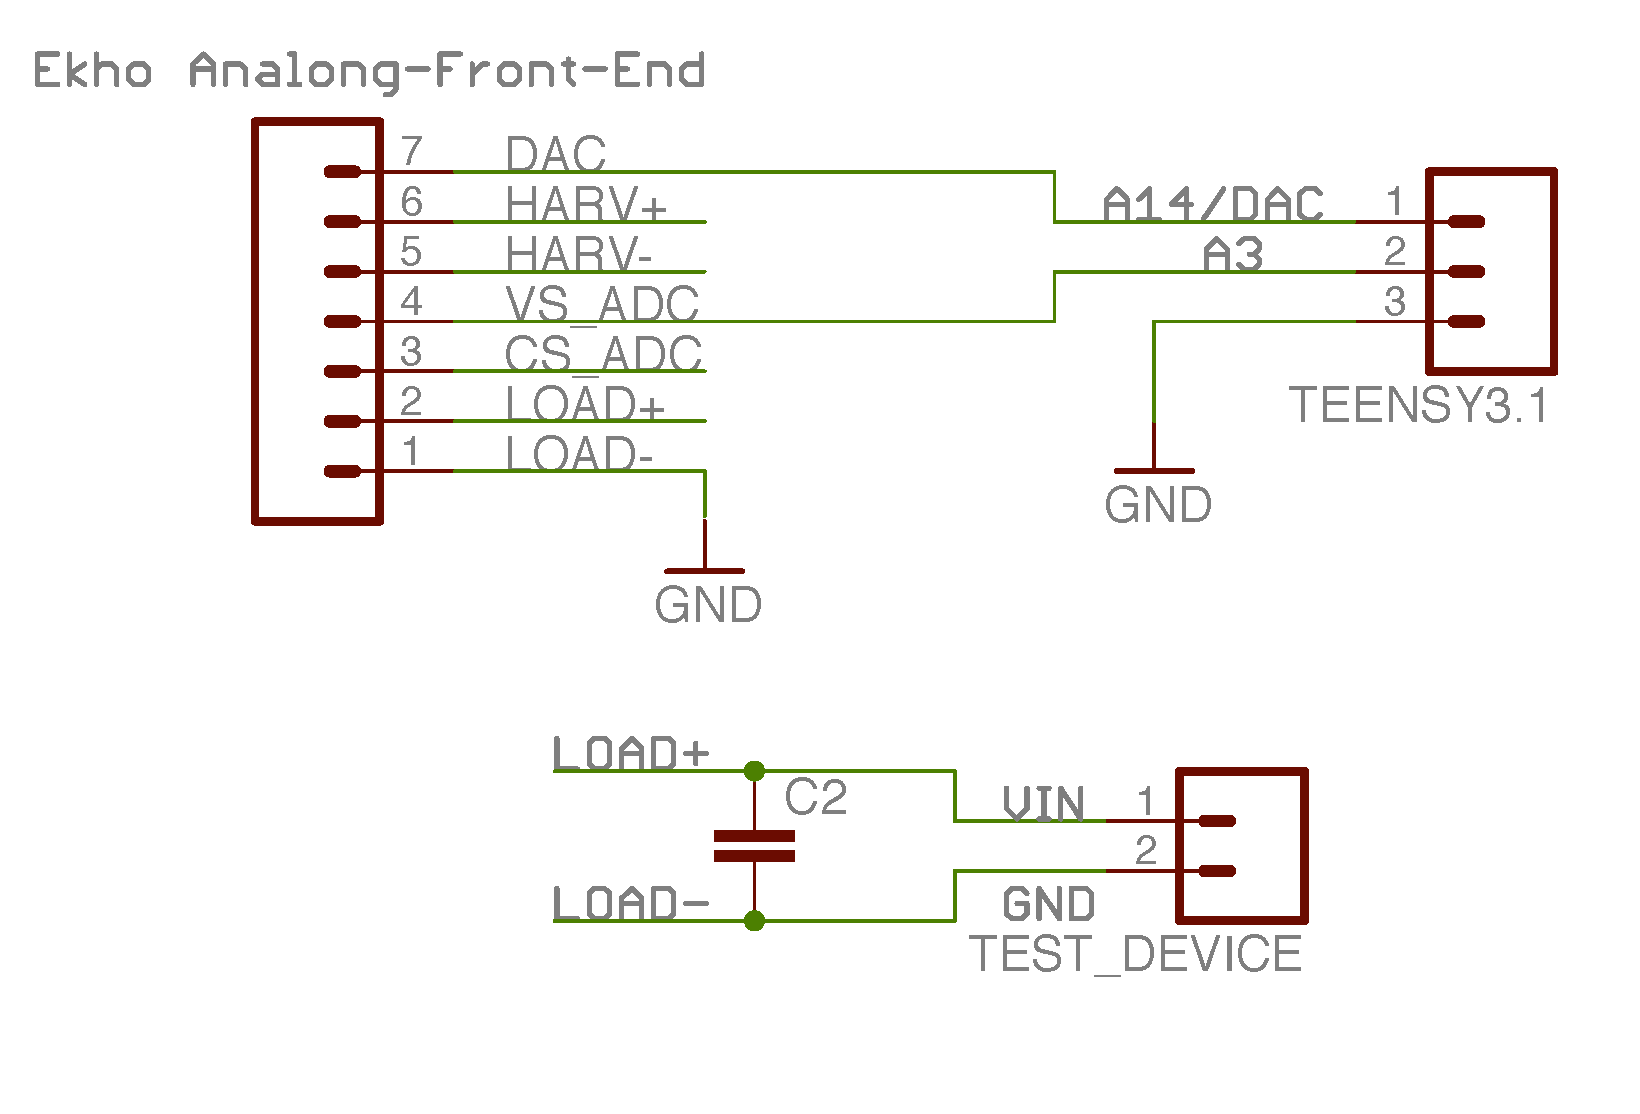 Ekho Analong-Front-End
7 DAC
6 HARV+
5 HARV-
4 VS_ADC
3 CS_ADC
2 LOAD+
1 LOAD-
GND
A14/DAC 1
A3 2
3
TEENSY3.1
GND
LOAD+
C2
LOAD-
VIN 1
2
GND
TEST_DEVICE